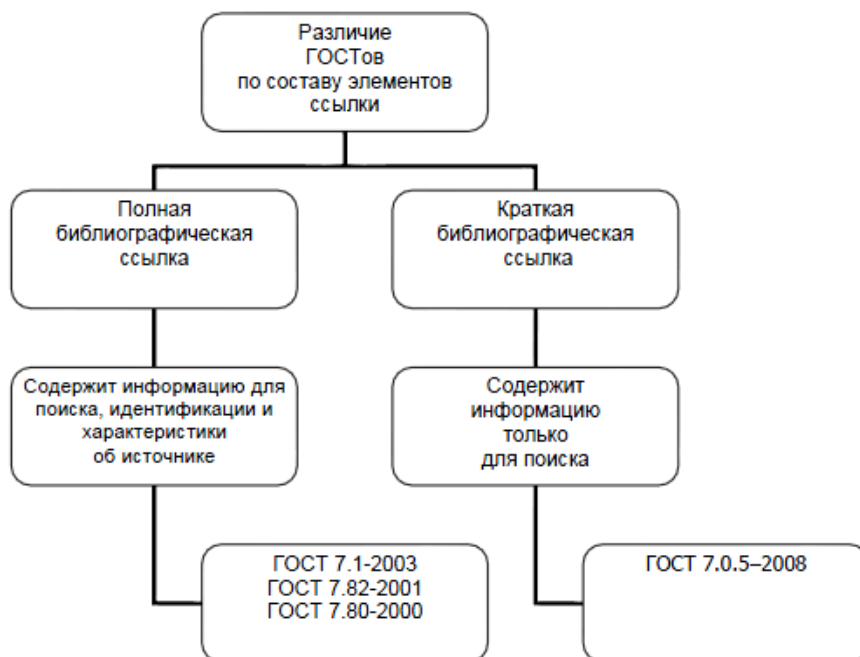 Различие
ГОСТов
по составу элементов
ссылки
Полная
библиографическая
ссылка
Краткая
библиографическая
ссылка
Содержит информацию для
поиска, идентификации и
характеристики
об источнике
Содержит
информацию
только
для поиска
ГОСТ 7.1-2003
ГОСТ 7.82-2001
ГОСТ 7.80-2000
ГОСТ 7.0.5–2008